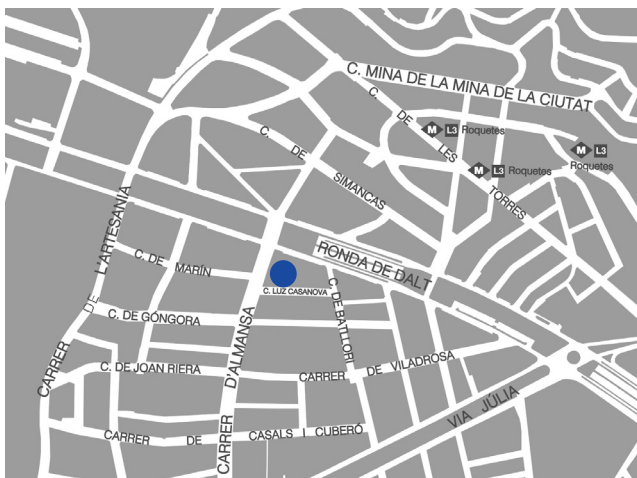 C. MINA DE LA MINA DE LA CIUTAT
C. DE LES TORRES
M L3 Roquetes
M L3
Roquetes
M L3 Roquetes
C. DE SIMANCAS
RONDA DE DALT
CARRER DE L'ARTESANIA
C. DE MARÍN
C. LUZ CASANOVA
C. DE BATLLORI
C. DE GÓNGORA
CARRER D'ALMANSA
C. DE JOAN RIERA
CARRER DE VILADROSA
VIA JÚLIA
CARRER DE CASALS I CUBERÓ